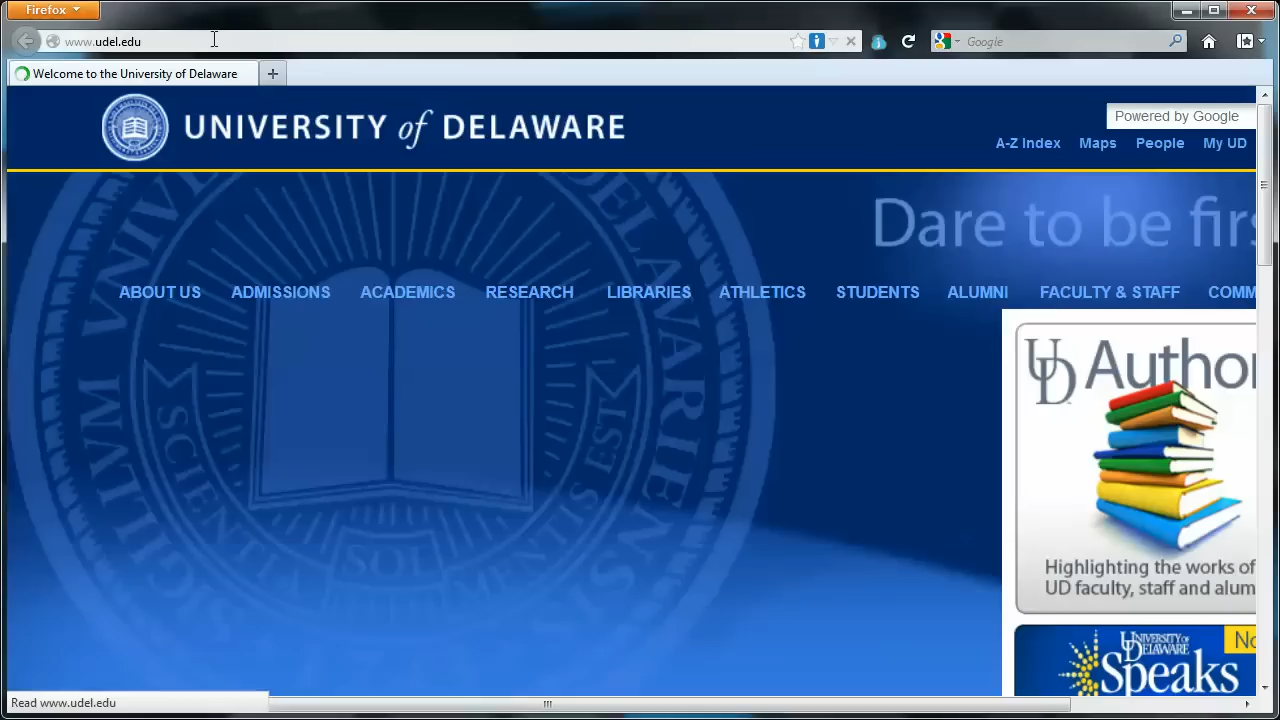 Firefox
www.udel.edu
Google
Welcome to the University of Delaware
UNIVERSITY of DELAWARE
Powered by Google
A-Z Index Maps People My UD
Dare to be firs
ABOUT US ADMISSIONS ACADEMICS RESEARCH LIBRARIES ATHLETICS STUDENTS ALUMNI FACULTY & STAFF COMM
UD Author
Highlighting the works of
UD faculty, staff and alum
SOL
UNIVERSITY OF
DELAWARE
Speaks
No
Read www.udel.edu